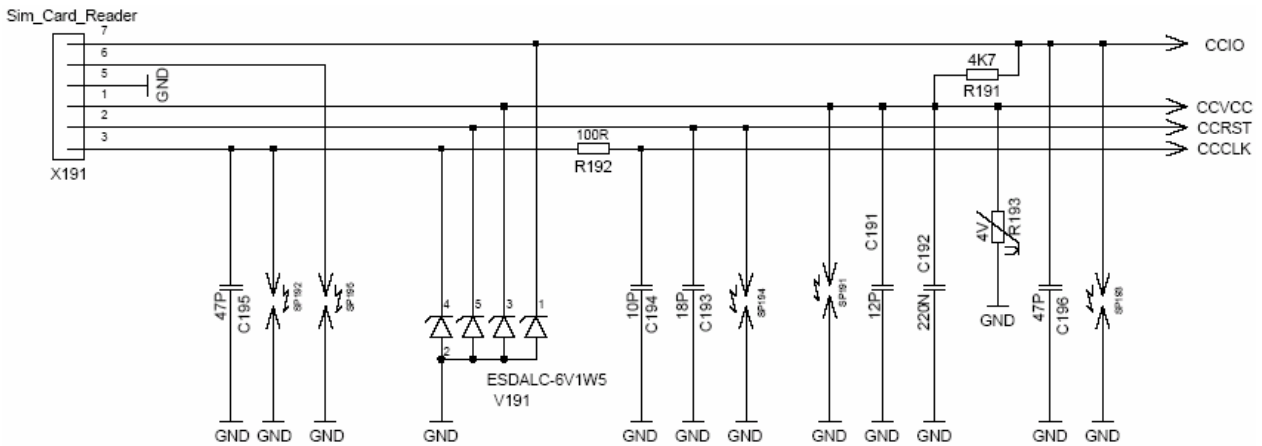 Sim_Card_Reader
7
CCIO
6
4K7
5
GND
R191
1
CCVCC
2
CCRST
3
100R
CCCLK
X191
R192
4V
R193
C191
C192
GND
47P
C195
SP192
SP195
4
5
3
1
10P
C194
18P
C193
SP194
SP191
12P
220N
47P
C196
SP193
2
ESDALC-6V1W5
V191
GND
GND
GND
GND
GND
GND
GND
GND
GND
GND
GND
GND